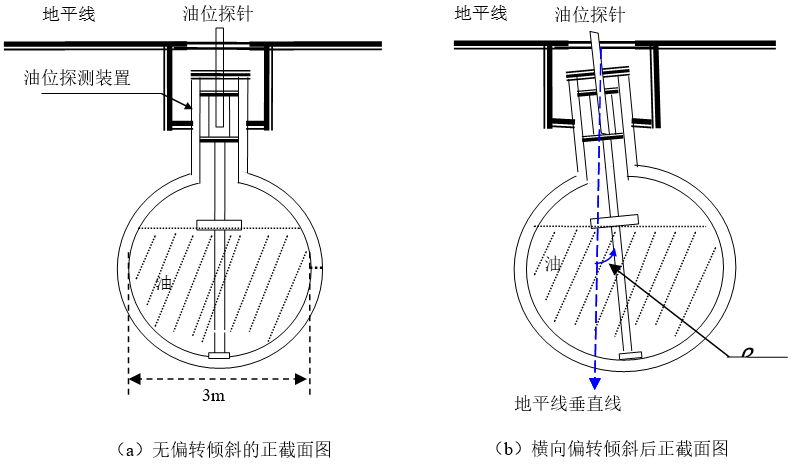 地平线
油位探针
油位探测装置
油
3m
（a）无偏转倾斜的正截面图
地平线
油位探针
油
地平线垂直线
（b）横向偏转倾斜后正截面图